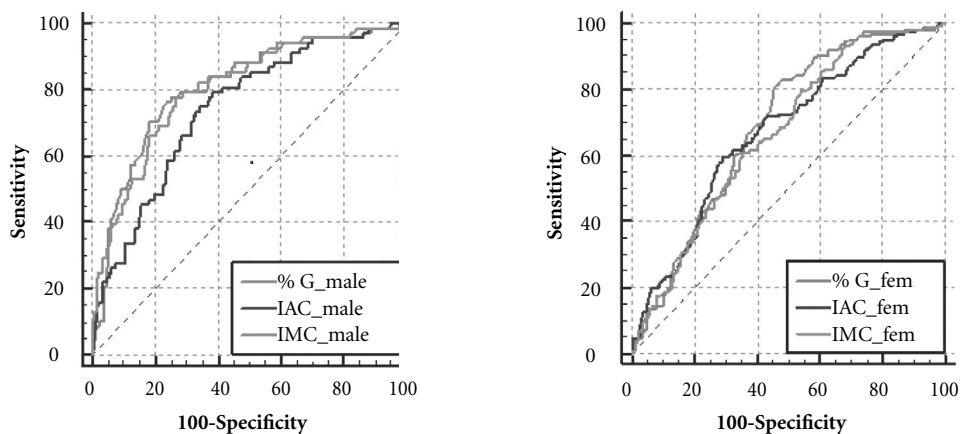 100
80
60
40
20
0
Sensitivity
% G_male
IAC_male
IMC_male
0 20 40 60 80 100
100-Specificity
100
80
60
40
20
0
Sensitivity
% G_fem
IAC_fem
IMC_fem
0 20 40 60 80 100
100-Specificity